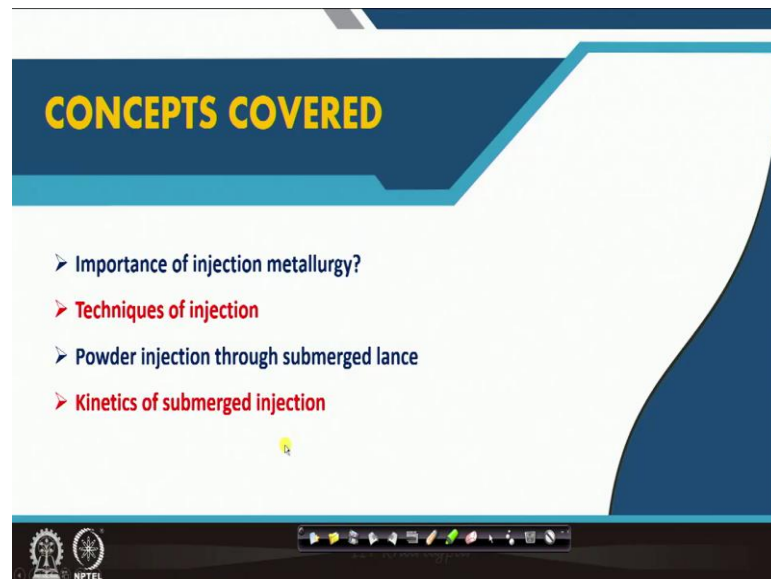 CONCEPTS COVERED
➤ Importance of injection metallurgy?
➤ Techniques of injection
➤ Powder injection through submerged lance
➤ Kinetics of submerged injection
NPTEL